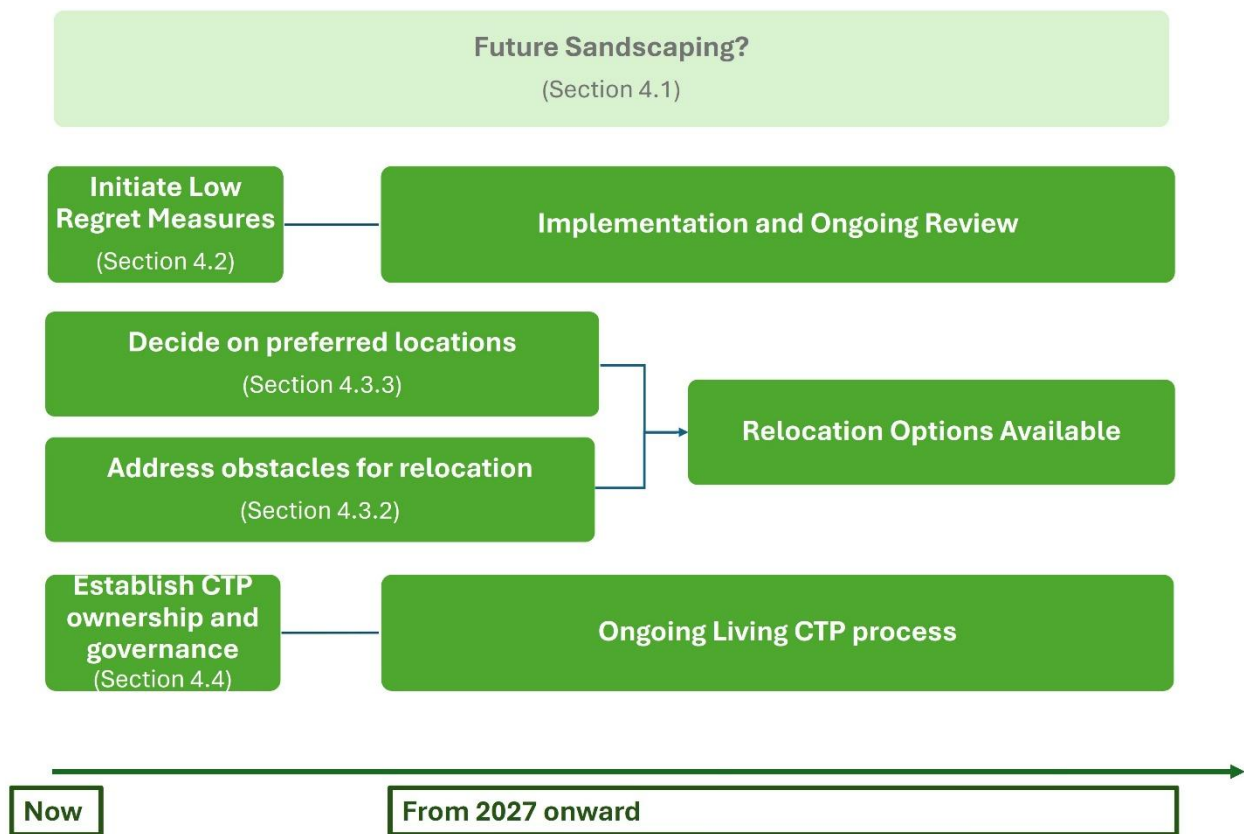 Future Sandscaping?
(Section 4.1)
Initiate Low
Regret Measures
(Section 4.2)
Implementation and Ongoing Review
Decide on preferred locations
(Section 4.3.3)
Address obstacles for relocation
(Section 4.3.2)
Relocation Options Available
Establish CTP
ownership and
governance
(Section 4.4)
Ongoing Living CTP process
Now
From 2027 onward